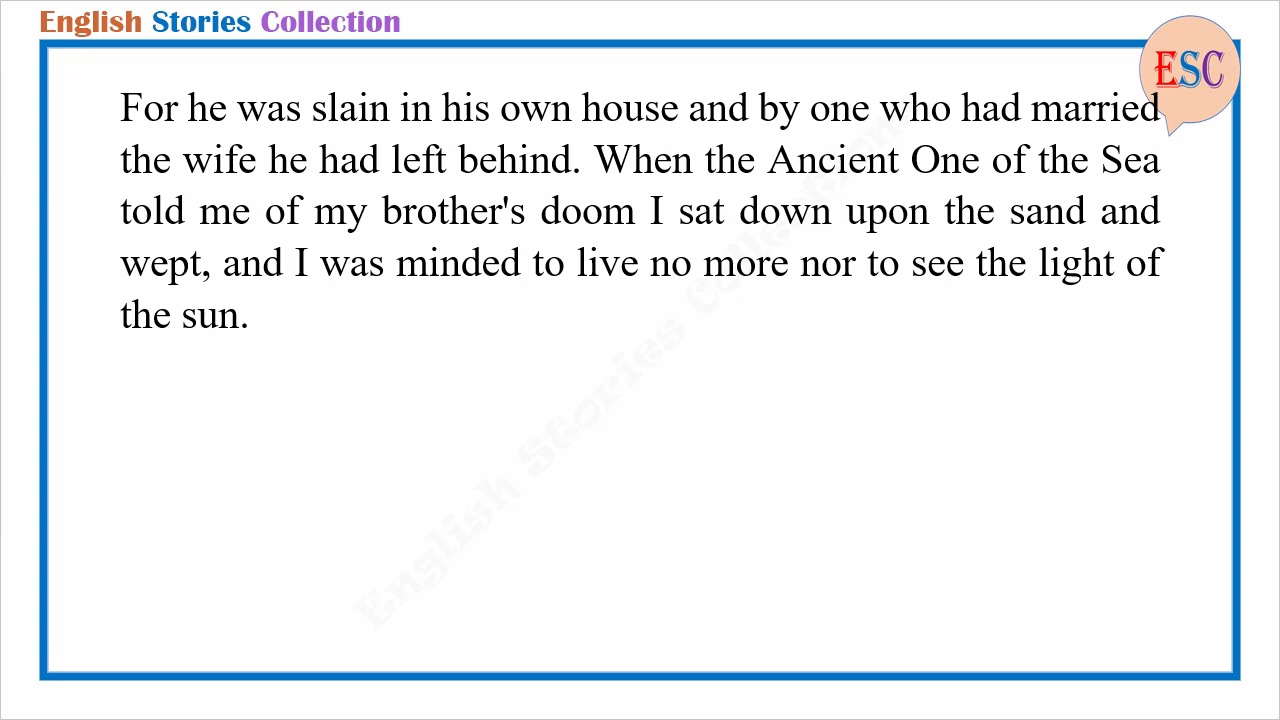 English Stories Collection
ESC
For he was slain in his own house and by one who had married
the wife he had left behind. When the Ancient One of the Sea
told me of my brother's doom I sat down upon the sand and
wept, and I was minded to live no more nor to see the light of
the sun.
English Stories Collection